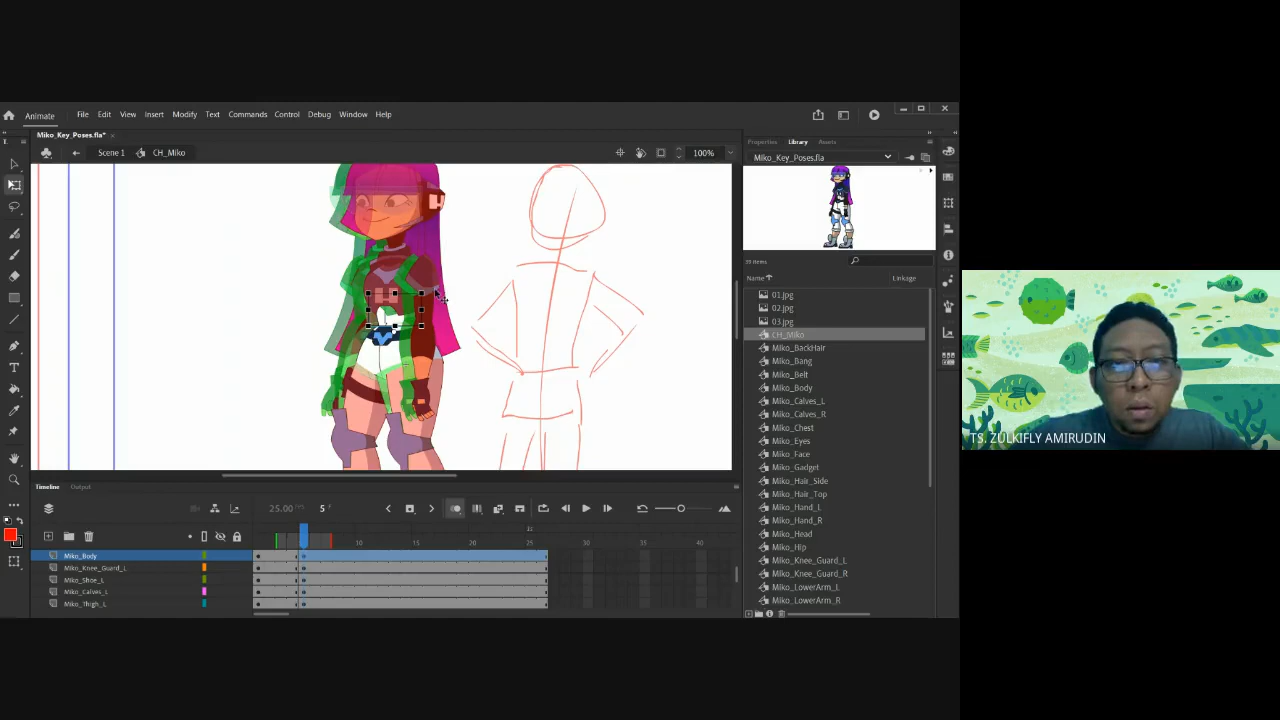 Animate File Edit View Insert Modify Text Commands Control Debug Window Help
Miko_Key_Poses.fla*
Scene 1 CH_Miko 100%
Properties Library Assets
Miko_Key_Poses.fla
Name Linkage
01.jpg
02.jpg
03.jpg
CH_Miko
Miko_BackHair
Miko_Bang
Miko_Belt
Miko_Body
Miko_Calves_L
Miko_Calves_R
Miko_Chest
Miko_Eyes
Miko_Face
Miko_Gadget
Miko_Hair_Side
Miko_Hair_Top
Miko_Hand_L
Miko_Hand_R
Miko_Head
Miko_Hip
Miko_Knee_Guard_L
Miko_Knee_Guard_R
Miko_LowerArm_L
Miko_LowerArm_R
Timeline Output
25.00 5
10 15 20 25 30 35 40
Miko_Body
Miko_Knee_Guard_L
Miko_Shoe_L
Miko_Calves_L
Miko_Thigh_L
TS. ZULKIFLY AMIRUDIN